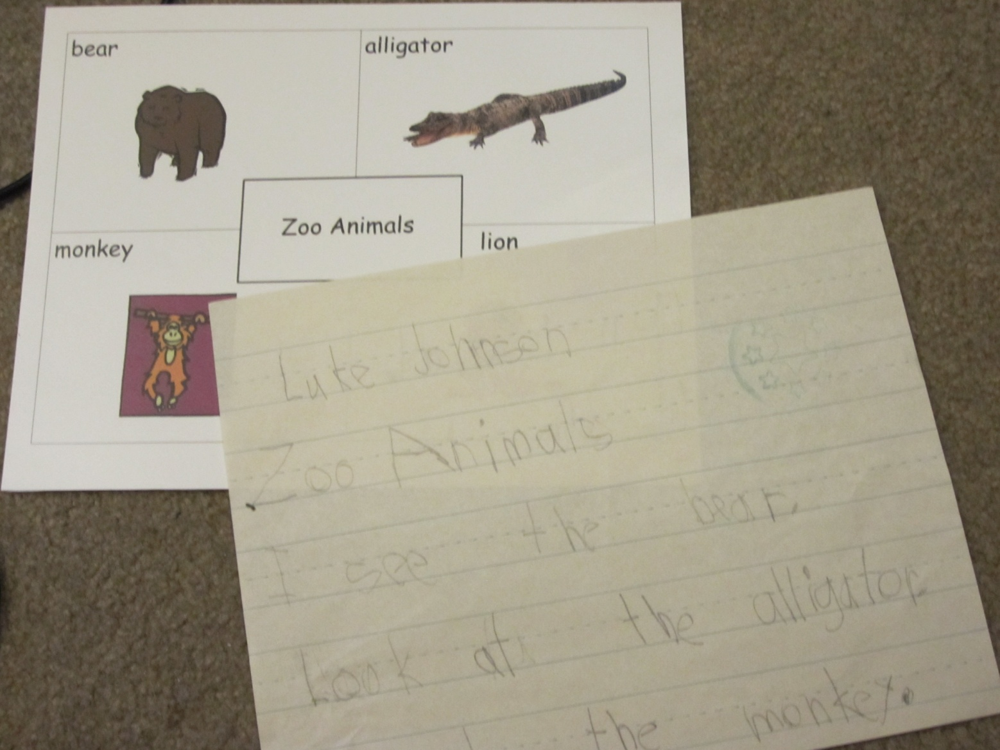 bear
alligator
Zoo Animals
monkey
lion
Luke Johnson
Zoo Animals
I see the bear.
Look at the alligator.
the monkey.